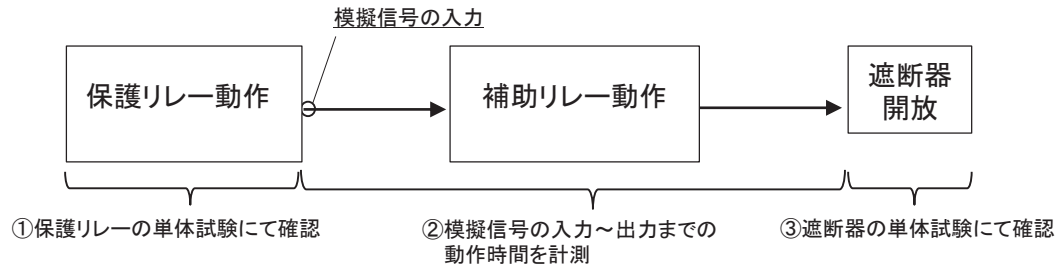 模擬信号の入力
保護リレー動作
補助リレー動作
遮断器
開放
①保護リレーの単体試験にて確認
②模擬信号の入力～出力までの
動作時間を計測
③遮断器の単体試験にて確認